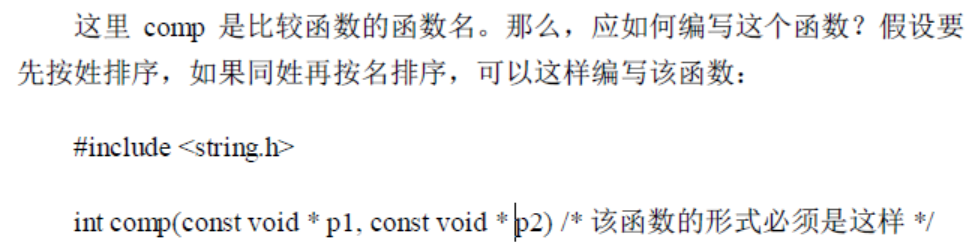 这里 comp 是比较函数的函数名。那么，应如何编写这个函数？假设要
先按姓排序，如果同姓再按名排序，可以这样编写该函数：
#include <string.h>
int comp(const void * p1, const void * p2) /* 该函数的形式必须是这样 */